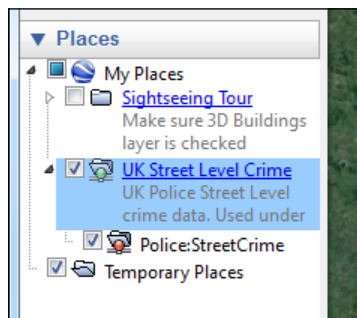 Places
My Places
Sightseeing Tour
Make sure 3D Buildings
layer is checked
UK Street Level Crime
UK Police Street Level
crime data. Used under
Police:StreetCrime
Temporary Places